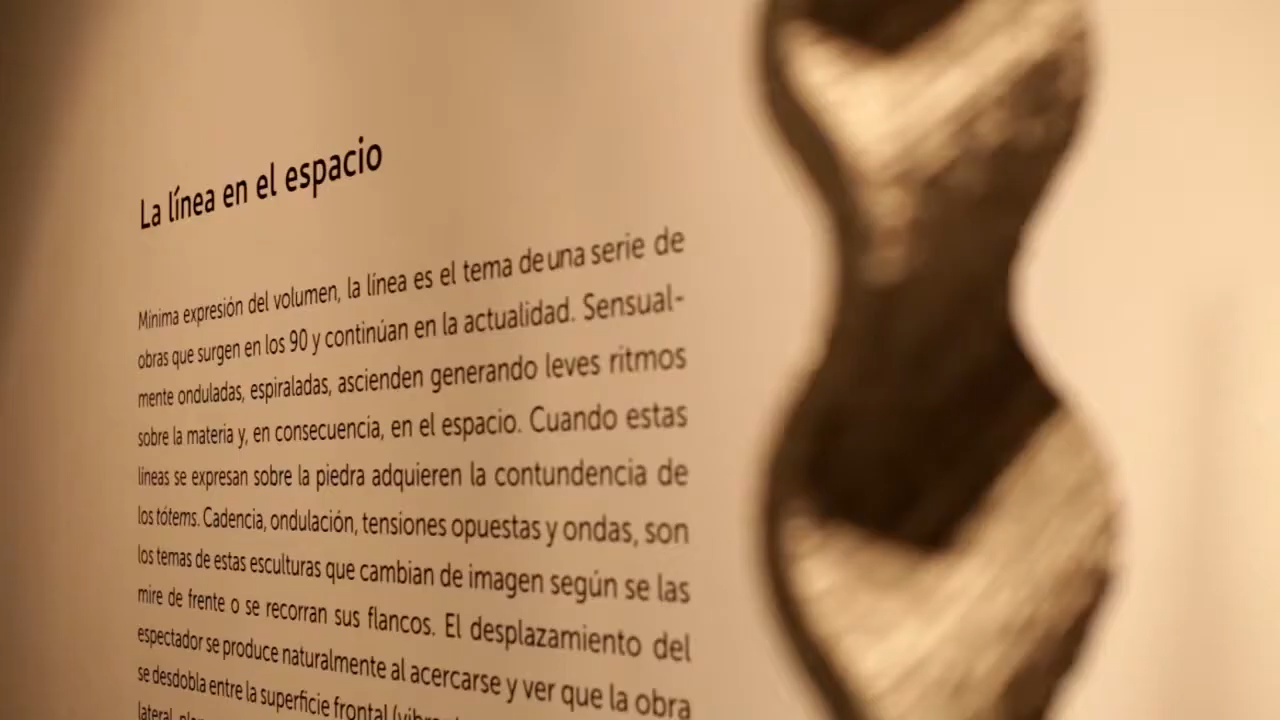 La línea en el espacio
Mínima expresión del volumen, la línea es el tema de una serie de
obras que surgen en los 90 y continúan en la actualidad. Sensual-
mente onduladas, espiraladas, ascienden generando leves ritmos
sobre la materia y, en consecuencia, en el espacio. Cuando estas
líneas se expresan sobre la piedra adquieren la contundencia de
los tótems. Cadencia, ondulación, tensiones opuestas y ondas, son
los temas de estas esculturas que cambian de imagen según se las
mire de frente o se recorran sus flancos. El desplazamiento del
espectador se produce naturalmente al acercarse y ver que la obra
se desdobla entre la superficie frontal
lateral